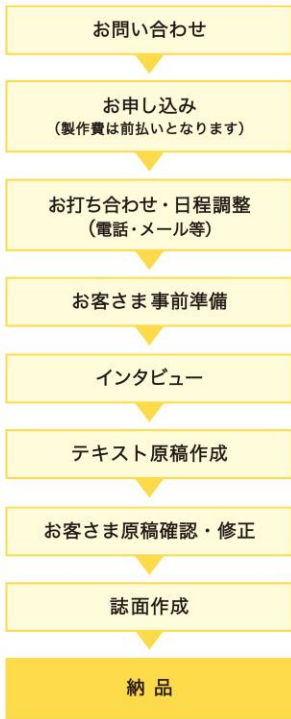 お問い合わせ
お申し込み
（製作費は前払いとなります）
お打ち合わせ・日程調整
（電話・メール等）
お客さま事前準備
インタビュー
テキスト原稿作成
お客さま原稿確認・修正
誌面作成
納 品